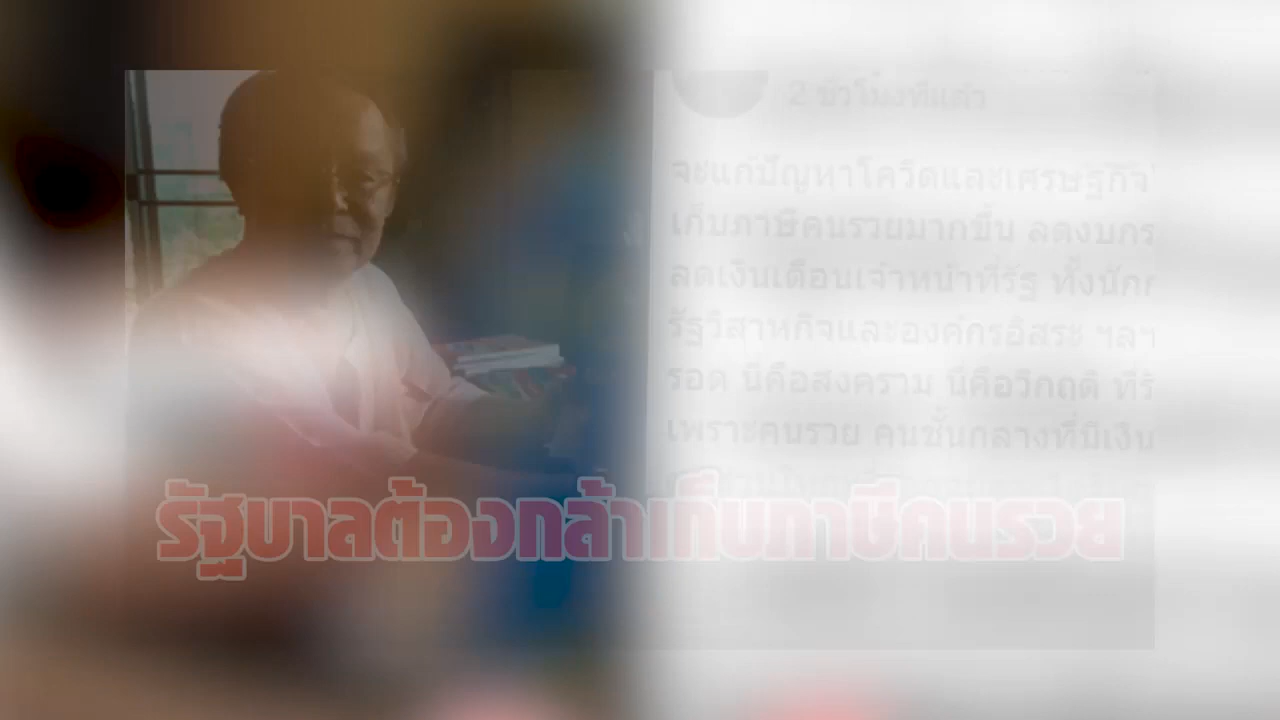 2 ชั่วโมงที่แล้ว
จะแก้ปัญหาโควิดและเศรษฐกิจ
เก็บภาษีคนรวยมากขึ้น ลดงบกร
ลดเงินเดือนเจ้าหน้าที่รัฐ ทั้งนัก
รัฐวิสาหกิจและองค์กรอิสระ ฯลฯ
รอด นี่คือสงคราม นี่คือวิกฤติ ที่รั
เพราะคนรวย คนชั้นกลางที่มีเงิน
รัฐบาลต้องกล้าเก็บภาษีคนรวย